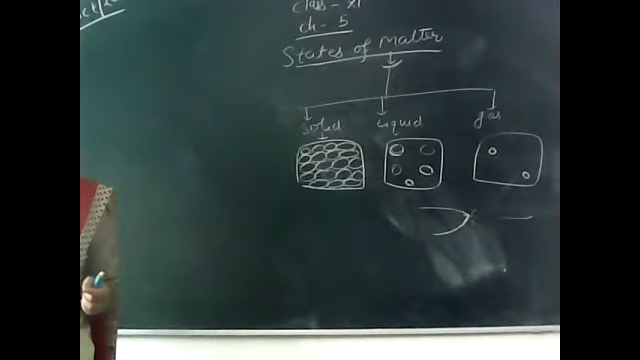 class - XI
ch - 5
States of Matter
solid liquid gas